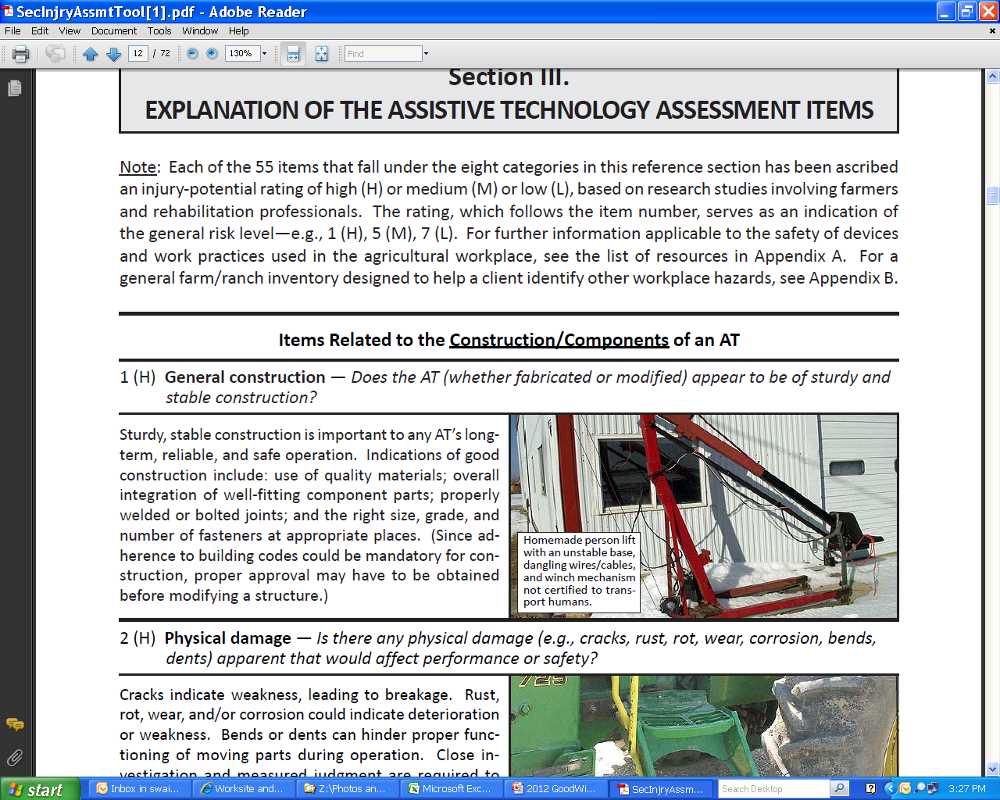 SecInjryAssmtTool[1].pdf - Adobe Reader
File Edit View Document Tools Window Help
12 / 72 130% Find
Section III.
EXPLANATION OF THE ASSISTIVE TECHNOLOGY ASSESSMENT ITEMS
Note: Each of the 55 items that fall under the eight categories in this reference section has been ascribed
an injury-potential rating of high (H) or medium (M) or low (L), based on research studies involving farmers
and rehabilitation professionals. The rating, which follows the item number, serves as an indication of
the general risk level—e.g., 1 (H), 5 (M), 7 (L). For further information applicable to the safety of devices
and work practices used in the agricultural workplace, see the list of resources in Appendix A. For a
general farm/ranch inventory designed to help a client identify other workplace hazards, see Appendix B.
Items Related to the Construction/Components of an AT
1 (H) General construction — Does the AT (whether fabricated or modified) appear to be of sturdy and
stable construction?
Sturdy, stable construction is important to any AT's long-
term, reliable, and safe operation. Indications of good
construction include: use of quality materials; overall
integration of well-fitting component parts; properly
welded or bolted joints; and the right size, grade, and
number of fasteners at appropriate places. (Since ad-
herence to building codes could be mandatory for con-
struction, proper approval may have to be obtained
before modifying a structure.)
Homemade person lift
with an unstable base,
dangling wires/cables,
and winch mechanism
not certified to trans-
port humans.
2 (H) Physical damage — Is there any physical damage (e.g., cracks, rust, rot, wear, corrosion, bends,
dents) apparent that would affect performance or safety?
Cracks indicate weakness, leading to breakage. Rust,
rot, wear, and/or corrosion could indicate deterioration
or weakness. Bends or dents can hinder proper func-
tioning of moving parts during operation. Close in-
vestigation and measured judgment are required to
725
start Inbox in swai... Worksite and... Z:\Photos an... Microsoft Exc... 2012 GoodWi... SecInjryAssm... Search Desktop 3:27 PM